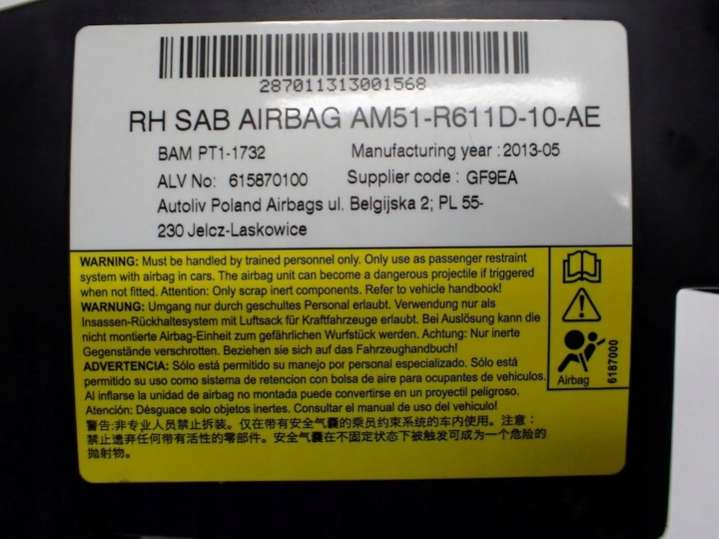 287011313001568
RH SAB AIRBAG AM51-R611D-10-AE
BAM PT1-1732 Manufacturing year : 2013-05
ALV No: 615870100 Supplier code : GF9EA
Autoliv Poland Airbags ul. Belgijska 2; PL 55-
230 Jelcz-Laskowice
WARNING: Must be handled by trained personnel only. Only use as passenger restraint
system with airbag in cars. The airbag unit can become a dangerous projectile if triggered
when not fitted. Attention: Only scrap inert components. Refer to vehicle handbook!
WARNUNG: Umgang nur durch geschultes Personal erlaubt. Verwendung nur als
Insassen-Rückhaltesystem mit Luftsack für Kraftfahrzeuge erlaubt. Bei Auslösung kann die
nicht montierte Airbag-Einheit zum gefährlichen Wurfstück werden. Achtung: Nur inerte
Gegenstände verschrotten. Beziehen sie sich auf das Fahrzeughandbuch!
ADVERTENCIA: Sólo está permitido su manejo por personal especializado. Sólo está
permitido su uso como sistema de retencion con bolsa de aire para ocupantes de vehiculos.
Al inflarse la unidad de airbag no montada puede convertirse en un proyectil peligroso.
Atención: Désguace solo objetos inertes. Consultar el manual de uso del vehiculo!
警告:非专业人员禁止拆装。仅在带有安全气囊的乘员约束系统的车内使用。注意:
禁止遗弃任何带有活性的零部件。安全气囊在不固定状态下被触发可成为一个危险的
抛射物。
Airbag
6187000